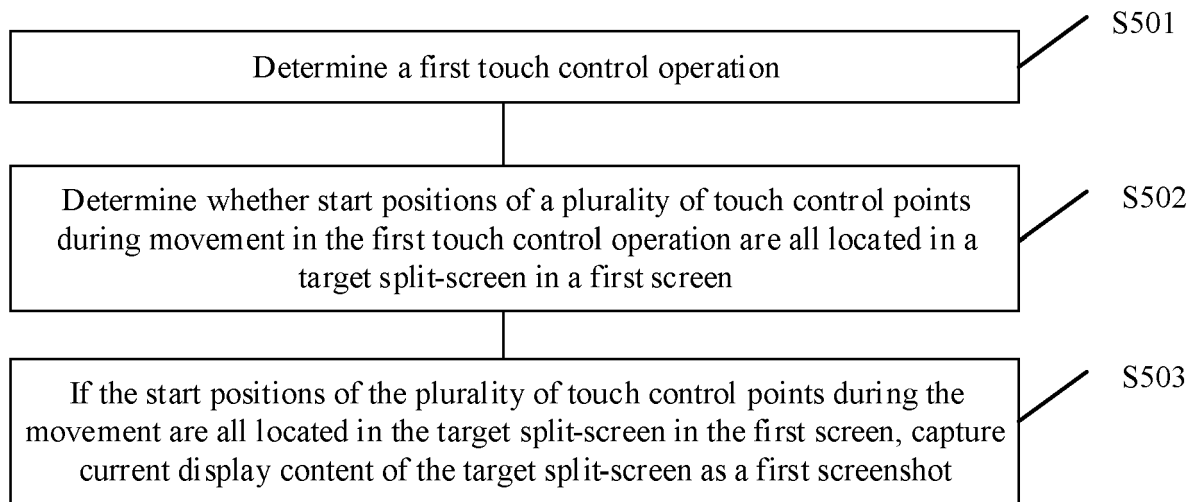 S501
Determine a first touch control operation
S502
Determine whether start positions of a plurality of touch control points
during movement in the first touch control operation are all located in a
target split-screen in a first screen
S503
If the start positions of the plurality of touch control points during the
movement are all located in the target split-screen in the first screen, capture
current display content of the target split-screen as a first screenshot